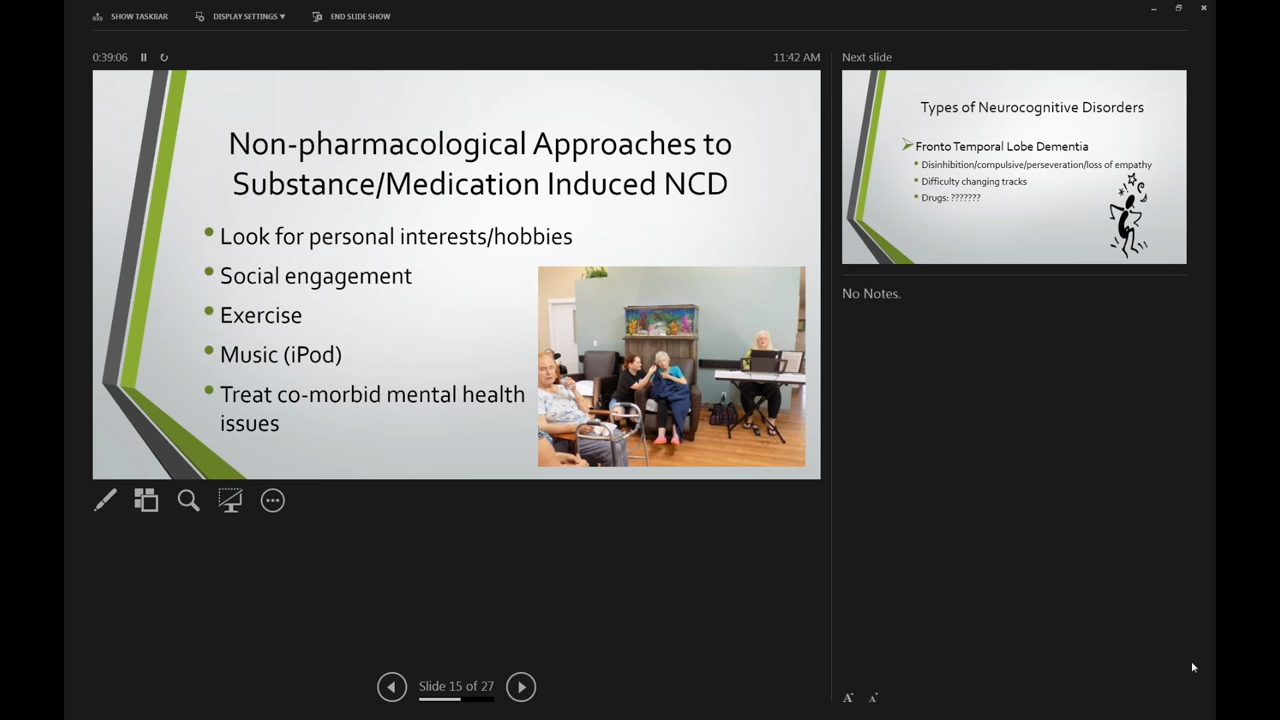 SHOW TASKBAR DISPLAY SETTINGS ▾ END SLIDE SHOW
0:39:06 11:42 AM
Non-pharmacological Approaches to
Substance/Medication Induced NCD
• Look for personal interests/hobbies
• Social engagement
• Exercise
• Music (iPod)
• Treat co-morbid mental health
issues
Slide 15 of 27
Next slide
Types of Neurocognitive Disorders
Fronto Temporal Lobe Dementia
• Disinhibition/compulsive/perseveration/loss of empathy
• Difficulty changing tracks
• Drugs: ???????
No Notes.
A A